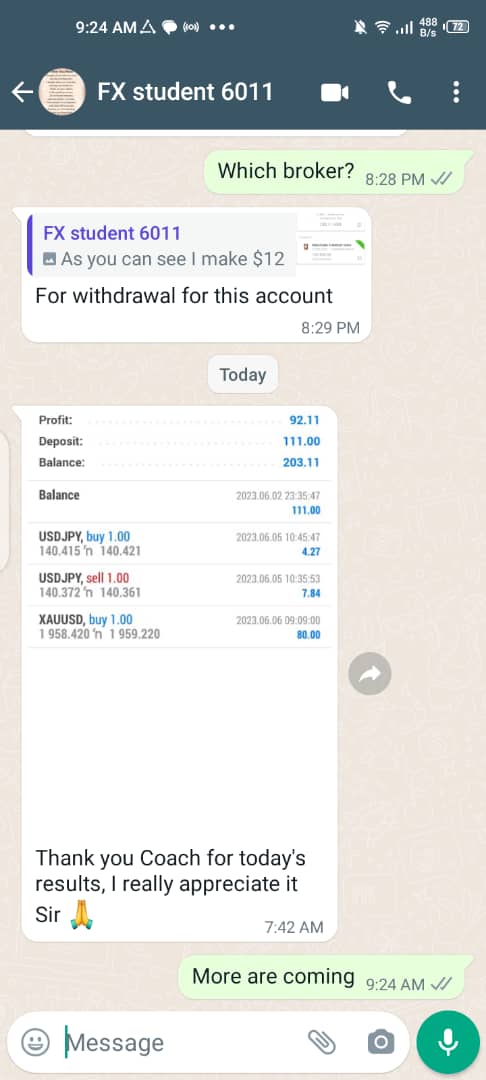 9:24 AM
488
B/s
72
FX student 6011
Which broker?
8:28 PM
FX student 6011
As you can see I make $12
For withdrawal for this account
8:29 PM
Today
Profit: 92.11
Deposit: 111.00
Balance: 203.11
Balance 2023.06.02 23:35:47
111.00
USDJPY, buy 1.00 2023.06.05 10:45:47
140.415 'n 140.421 4.27
USDJPY, sell 1.00 2023.06.05 10:35:53
140.372 'n 140.361 7.84
XAUUSD, buy 1.00 2023.06.06 09:09:00
1 958.420 'n 1 959.220 80.00
Thank you Coach for today's
results, I really appreciate it
Sir 🙏
7:42 AM
More are coming
9:24 AM
Message